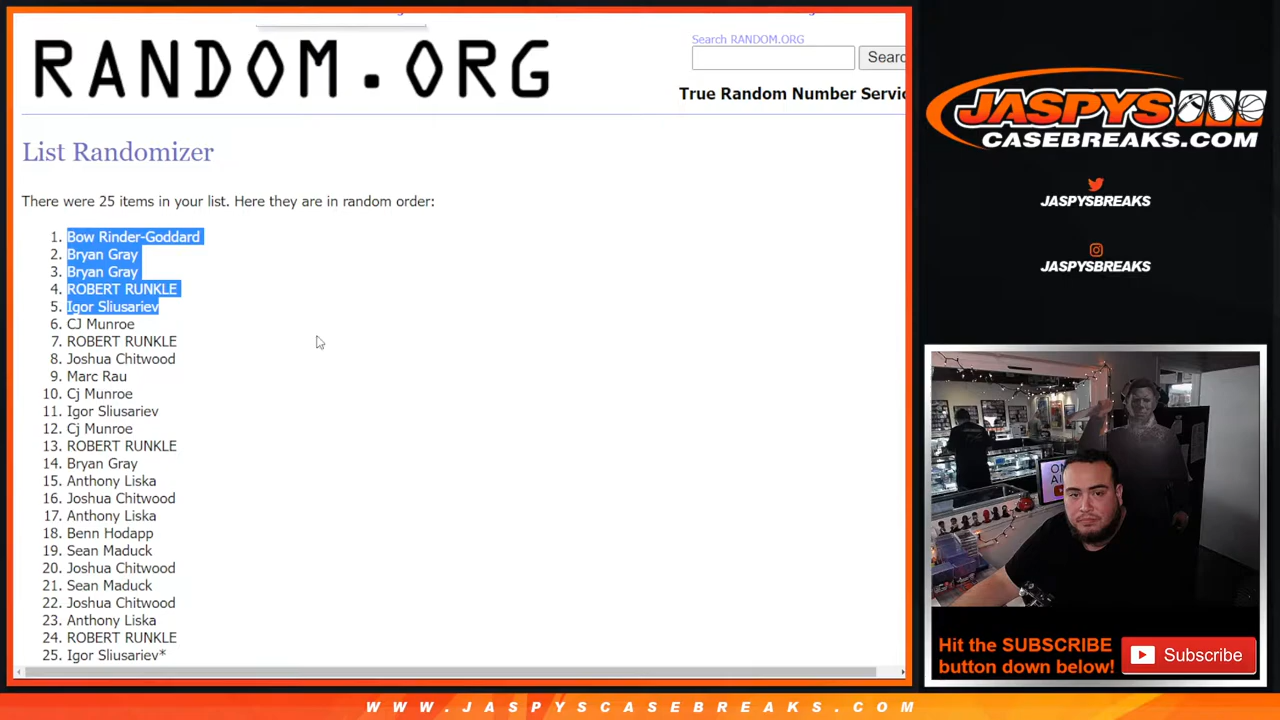 RANDOM.ORG
Search RANDOM.ORG
Searc
True Random Number Servic
List Randomizer
There were 25 items in your list. Here they are in random order:
1. Bow Rinder-Goddard
2. Bryan Gray
3. Bryan Gray
4. ROBERT RUNKLE
5. Igor Sliusariev
6. CJ Munroe
7. ROBERT RUNKLE
8. Joshua Chitwood
9. Marc Rau
10. Cj Munroe
11. Igor Sliusariev
12. Cj Munroe
13. ROBERT RUNKLE
14. Bryan Gray
15. Anthony Liska
16. Joshua Chitwood
17. Anthony Liska
18. Benn Hodapp
19. Sean Maduck
20. Joshua Chitwood
21. Sean Maduck
22. Joshua Chitwood
23. Anthony Liska
24. ROBERT RUNKLE
25. Igor Sliusariev*
JASPYS
CASEBREAKS.COM
JASPYSBREAKS
JASPYSBREAKS
ON
AI
Hit the SUBSCRIBE
button down below!
Subscribe
WWW.JASPYSCASEBREAKS.COM